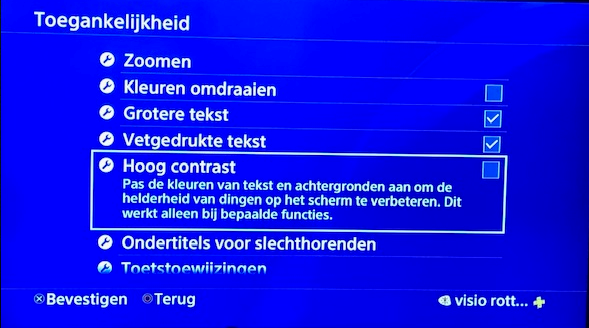 Toegankelijkheid
Zoomen
Kleuren omdraaien
Grotere tekst
Vetgedrukte tekst
Hoog contrast
Pas de kleuren van tekst en achtergronden aan om de
helderheid van dingen op het scherm te verbeteren. Dit
werkt alleen bij bepaalde functies.
Ondertitels voor slechthorenden
Toetstoewijzingen
Bevestigen Terug visio rott...